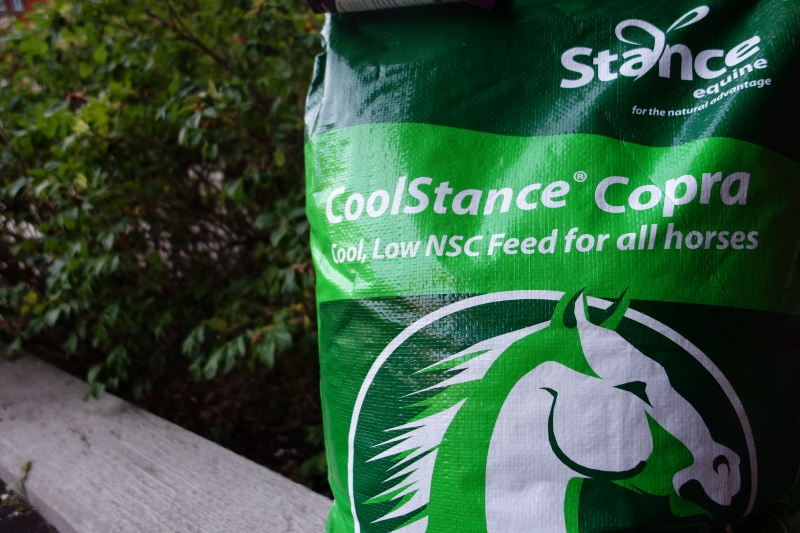 Stance
equine
for the natural advantage
CoolStance® Copra
Cool, Low NSC Feed for all horses